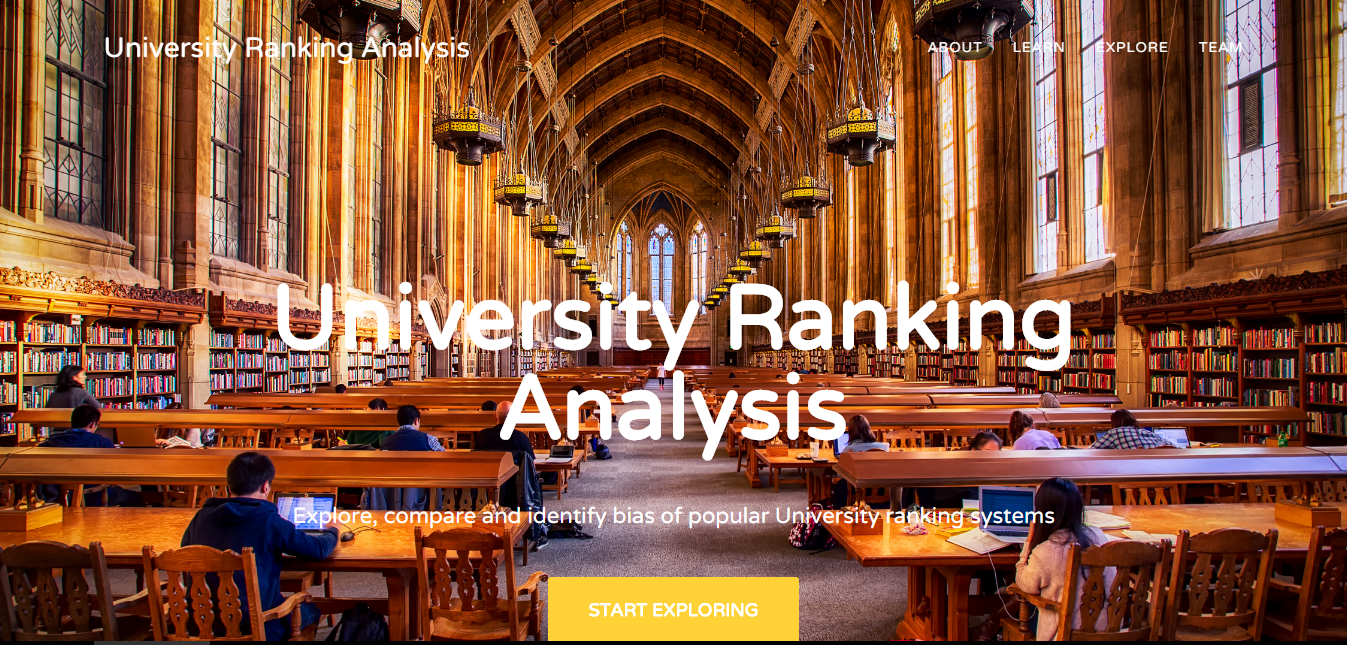 University Ranking Analysis
ABOUT LEARN EXPLORE TEAM
University Ranking
Analysis
Explore, compare and identify bias of popular University ranking systems
START EXPLORING